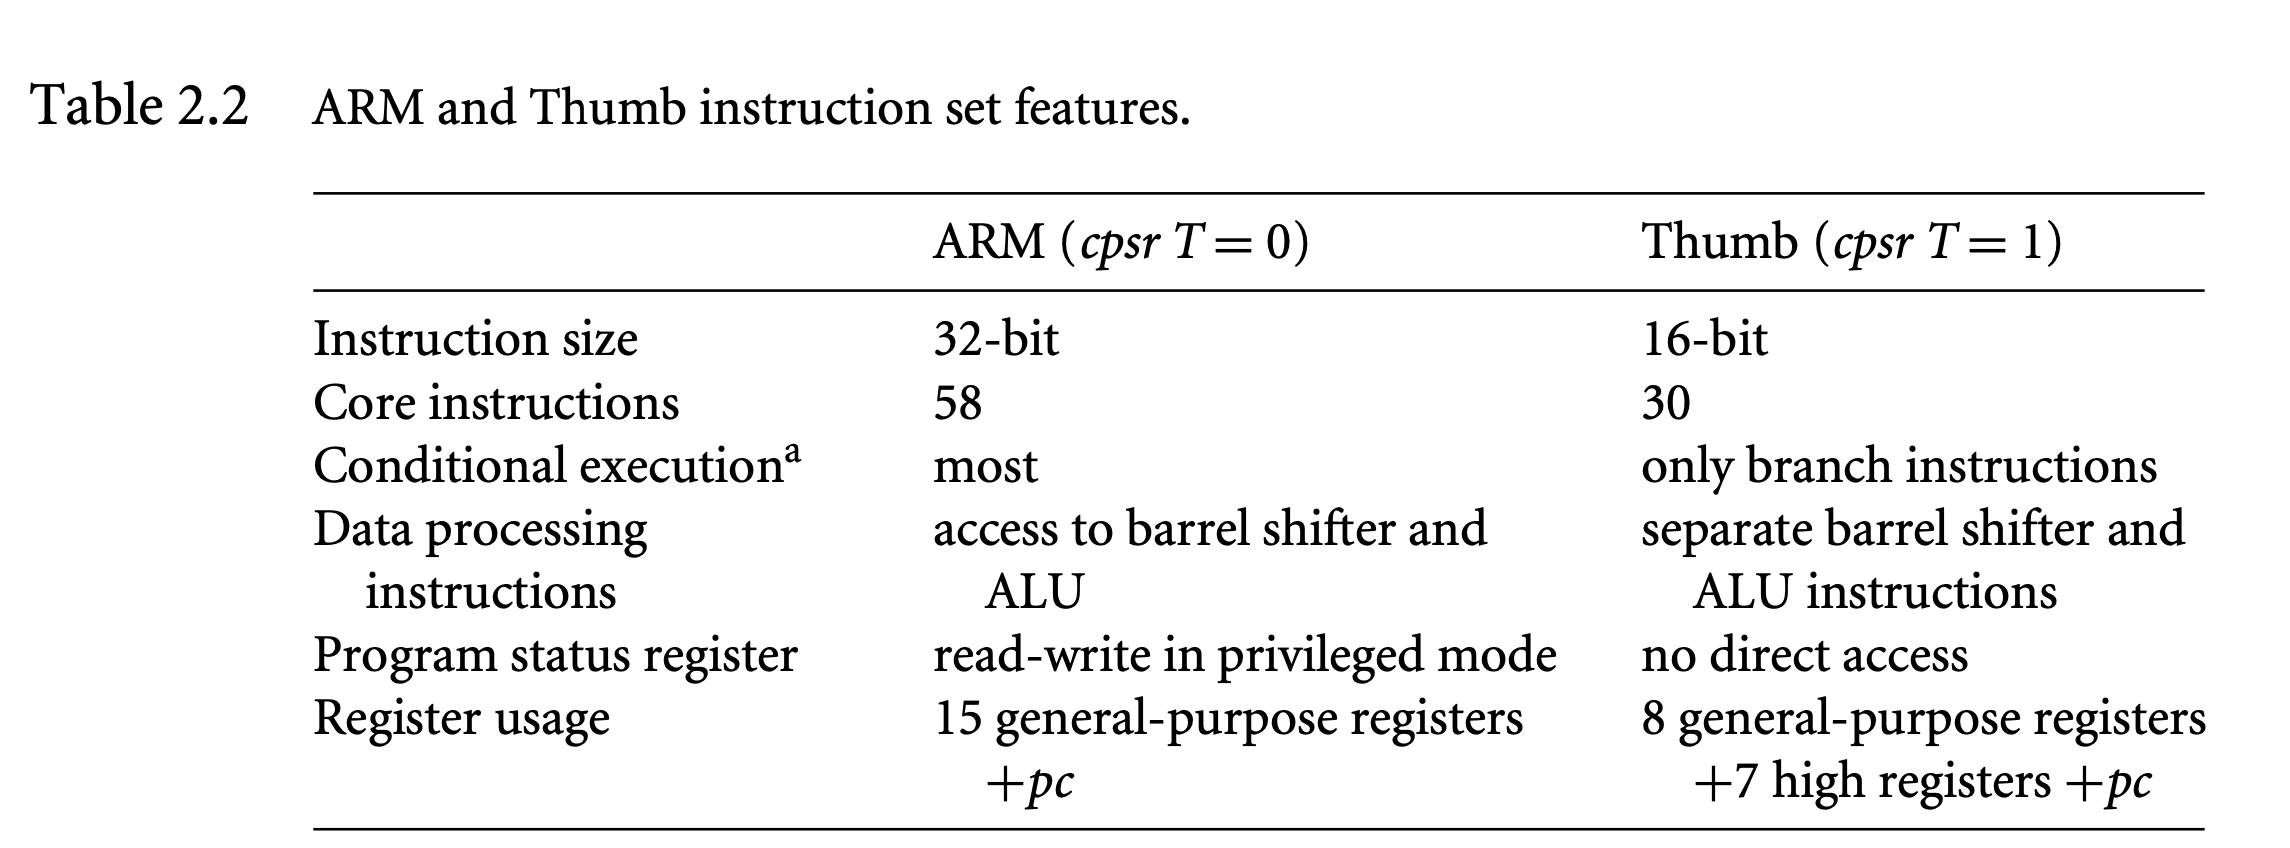 Table 2.2 ARM and Thumb instruction set features.
ARM (cpsr T = 0) Thumb (cpsr T = 1)
Instruction size 32-bit 16-bit
Core instructions 58 30
Conditional executionᵃ most only branch instructions
Data processing access to barrel shifter and separate barrel shifter and
instructions ALU ALU instructions
Program status register read-write in privileged mode no direct access
Register usage 15 general-purpose registers 8 general-purpose registers
+pc +7 high registers +pc